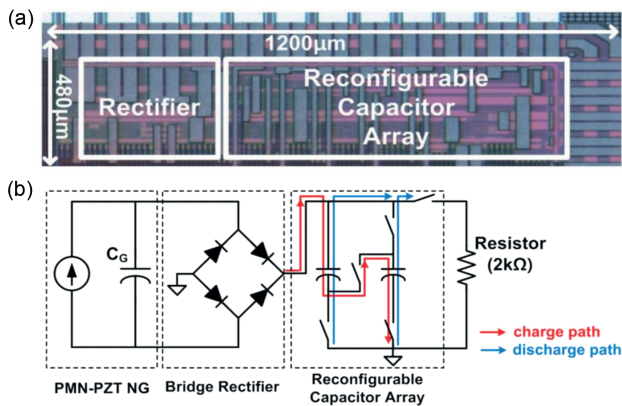 (a)
1200μm
480μm
Rectifier
Reconfigurable
Capacitor
Array
(b)
CG
Resistor
(2kΩ)
charge path
discharge path
PMN-PZT NG
Bridge Rectifier
Reconfigurable
Capacitor Array